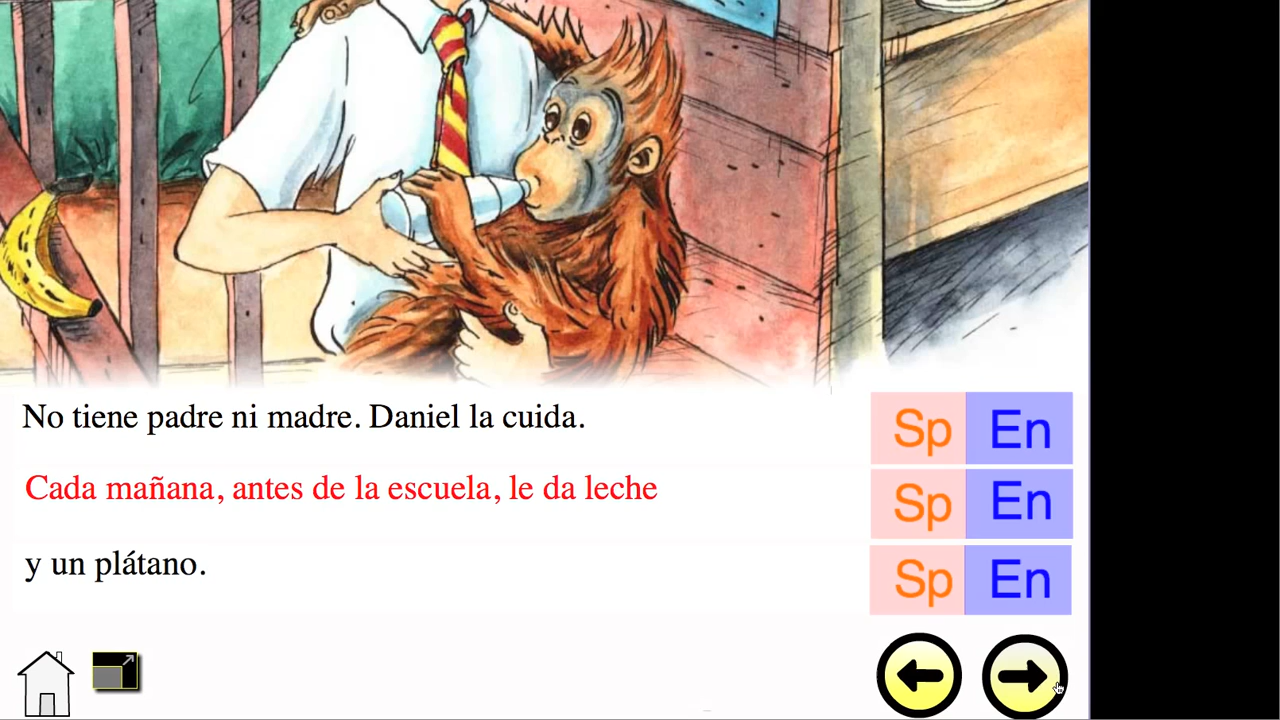 No tiene padre ni madre. Daniel la cuida.
Sp En
Cada mañana, antes de la escuela, le da leche
Sp En
y un plátano.
Sp En